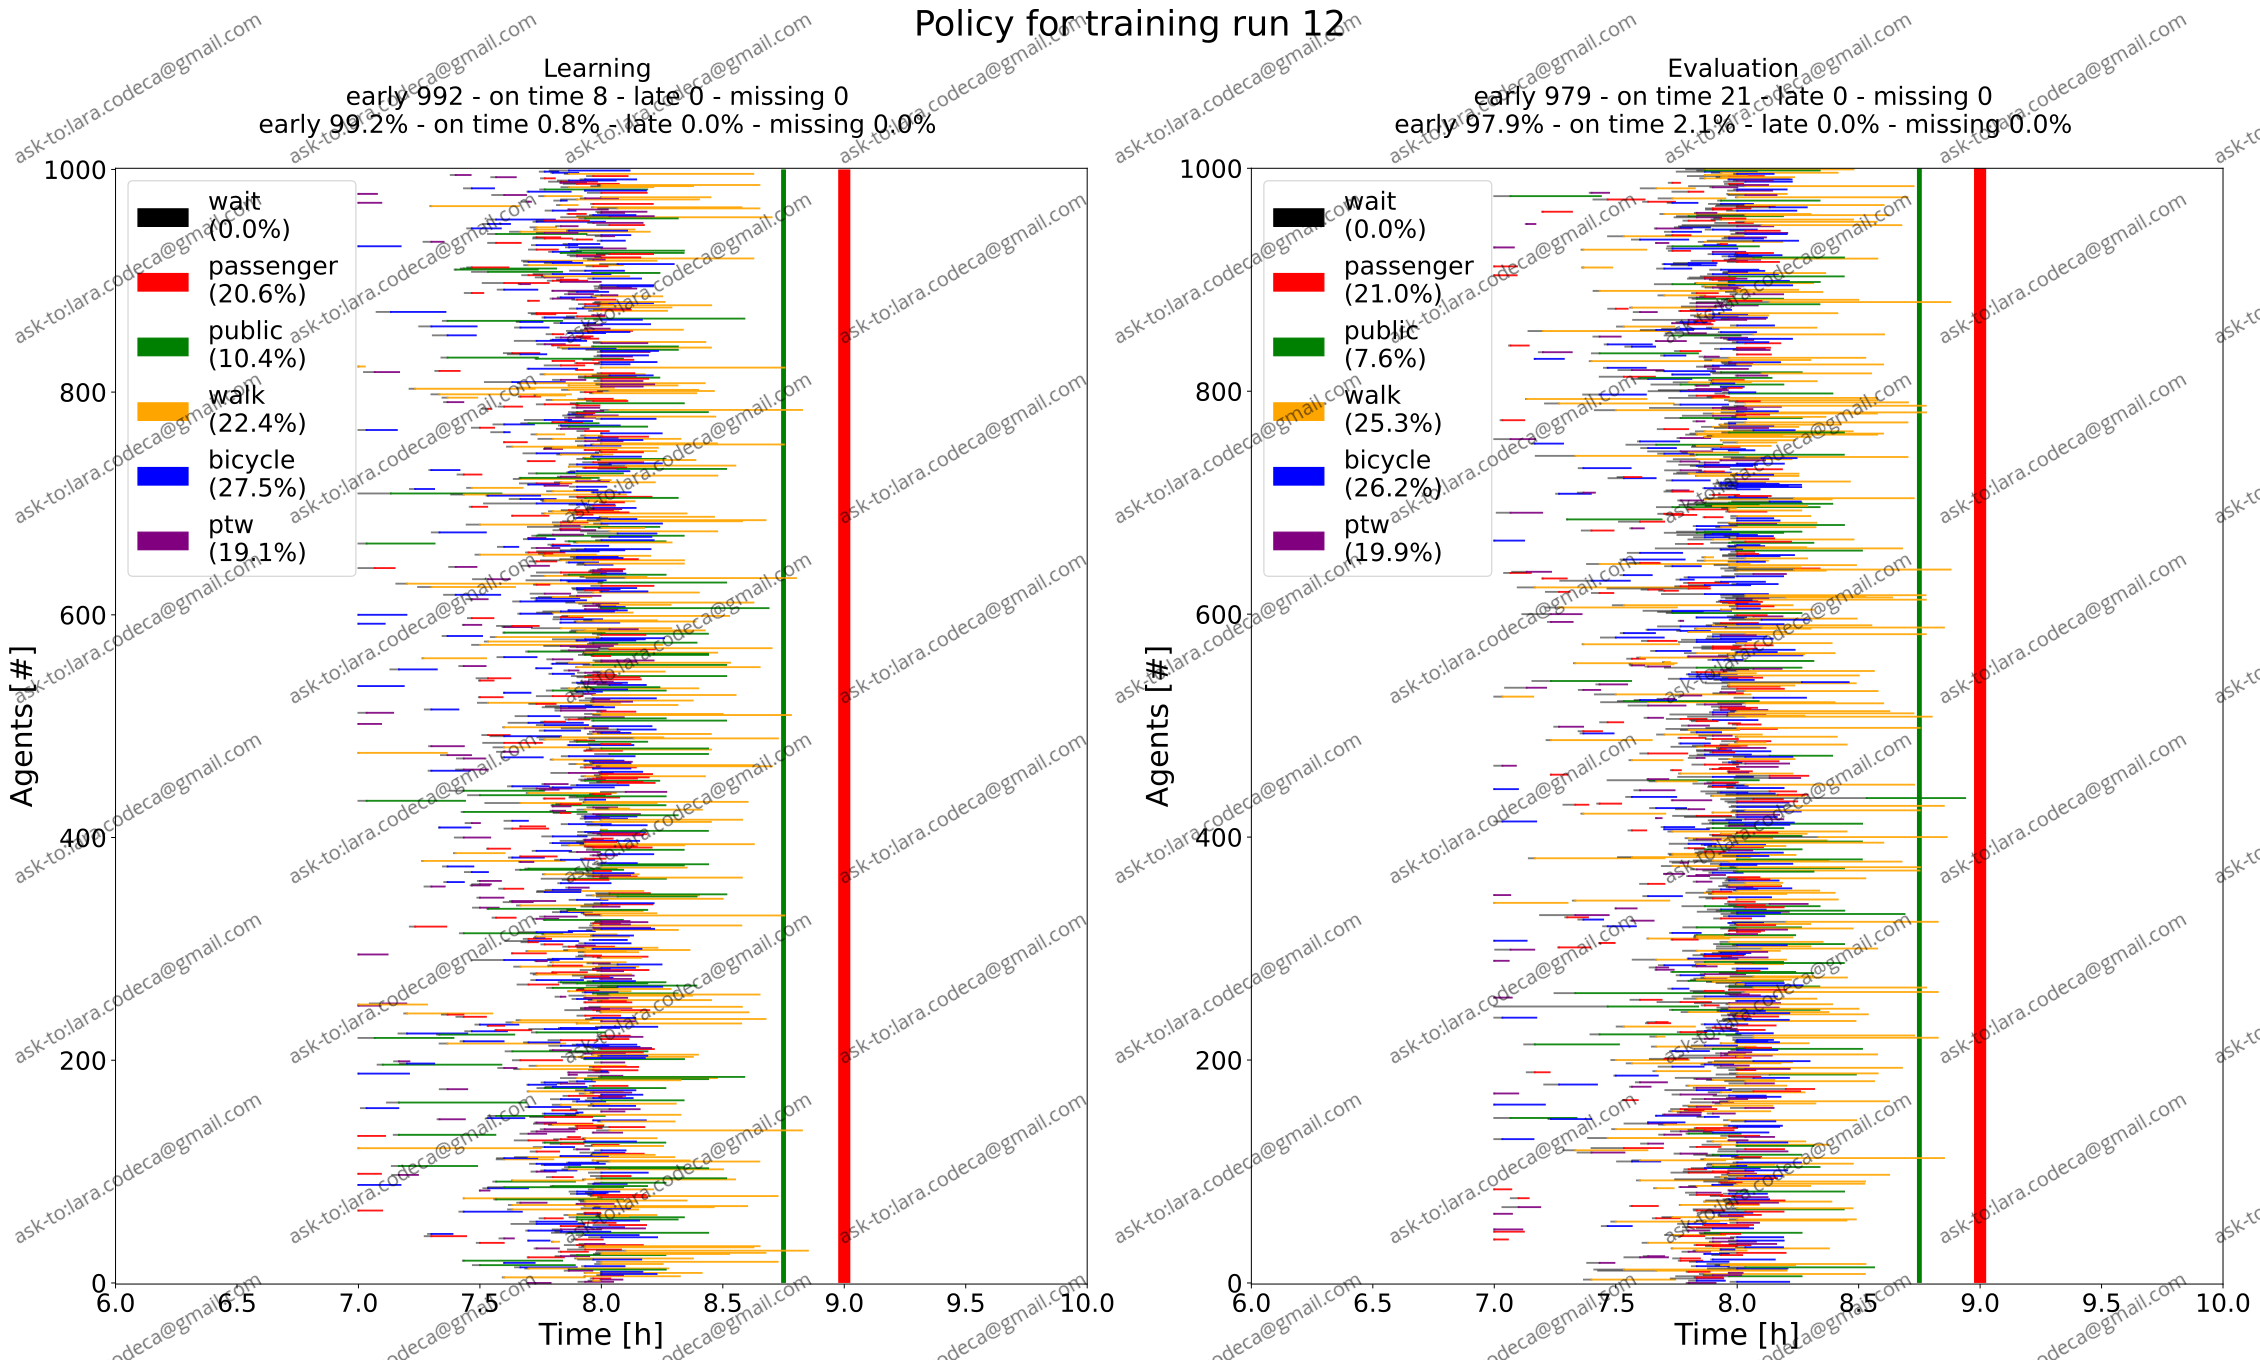 Policy for training run 12
Learning
early 992 - on time 8 - late 0 - missing 0
early 99.2% - on time 0.8% - late 0.0% - missing 0.0%
1000
800
600
400
200
0
Agents [#]
wait
(0.0%)
passenger
(20.6%)
public
(10.4%)
walk
(22.4%)
bicycle
(27.5%)
ptw
(19.1%)
6.0 6.5 7.0 7.5 8.0 8.5 9.0 9.5 10.0
Time [h]
Evaluation
early 979 - on time 21 - late 0 - missing 0
early 97.9% - on time 2.1% - late 0.0% - missing 0.0%
1000
800
600
400
200
0
Agents [#]
wait
(0.0%)
passenger
(21.0%)
public
(7.6%)
walk
(25.3%)
bicycle
(26.2%)
ptw
(19.9%)
6.0 6.5 7.0 7.5 8.0 8.5 9.0 9.5 10.0
Time [h]
ask-to:lara.codeca@gmail.com